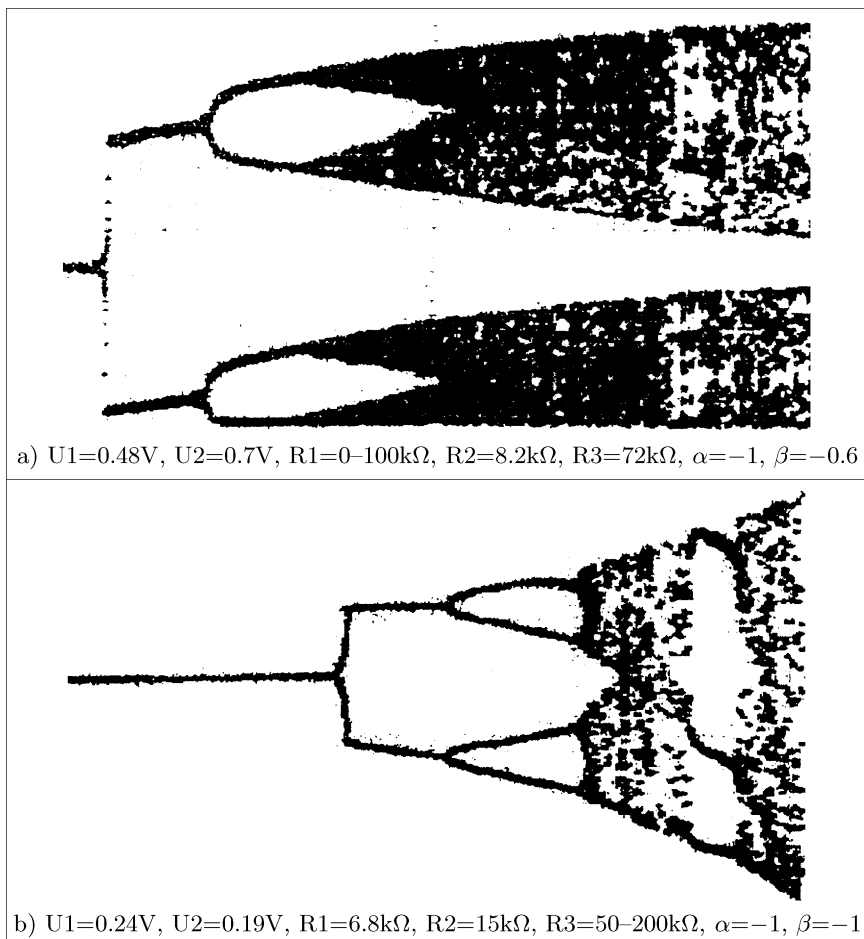 a) U1=0.48V, U2=0.7V, R1=0–100kΩ, R2=8.2kΩ, R3=72kΩ, α=−1, β=−0.6
b) U1=0.24V, U2=0.19V, R1=6.8kΩ, R2=15kΩ, R3=50–200kΩ, α=−1, β=−1